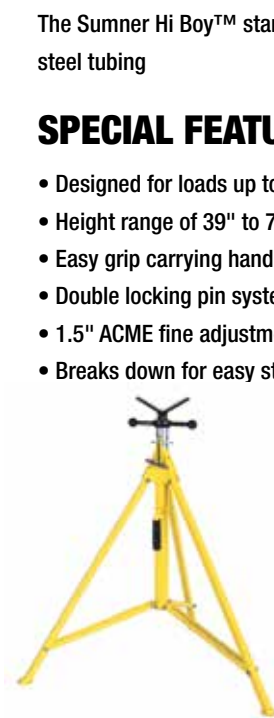 The Sumner Hi Boy™ star
steel tubing
SPECIAL FEATU
• Designed for loads up to
• Height range of 39" to 7
• Easy grip carrying hand
• Double locking pin syste
• 1.5" ACME fine adjustm
• Breaks down for easy st